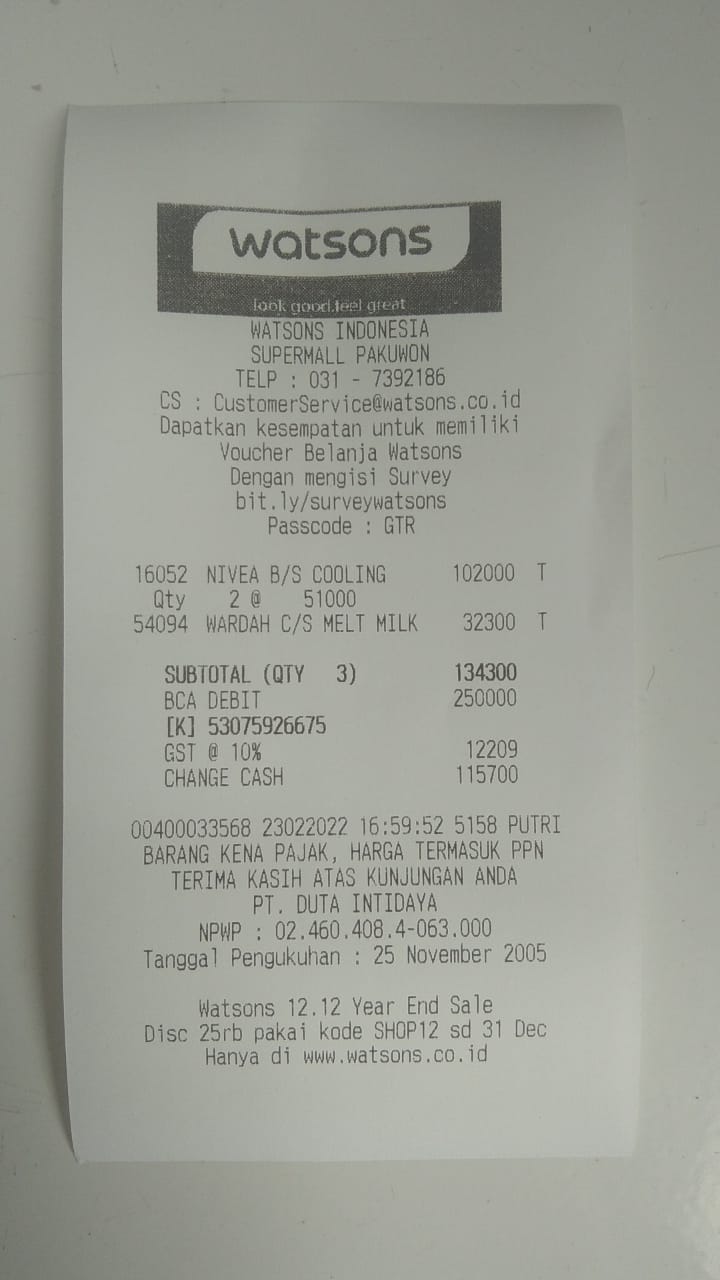 watsons
look good.feel great
WATSONS INDONESIA
SUPERMALL PAKUWON
TELP : 031 - 7392186
CS : CustomerService@watsons.co.id
Dapatkan kesempatan untuk memiliki
Voucher Belanja Watsons
Dengan mengisi Survey
bit.ly/surveywatsons
Passcode : GTR
16052 NIVEA B/S COOLING 102000 T
Qty 2 @ 51000
54094 WARDAH C/S MELT MILK 32300 T
SUBTOTAL (QTY 3) 134300
BCA DEBIT 250000
[K] 53075926675
GST @ 10% 12209
CHANGE CASH 115700
00400033568 23022022 16:59:52 5158 PUTRI
BARANG KENA PAJAK, HARGA TERMASUK PPN
TERIMA KASIH ATAS KUNJUNGAN ANDA
PT. DUTA INTIDAYA
NPWP : 02.460.408.4-063.000
Tanggal Pengukuhan : 25 November 2005
Watsons 12.12 Year End Sale
Disc 25rb pakai kode SHOP12 sd 31 Dec
Hanya di www.watsons.co.id